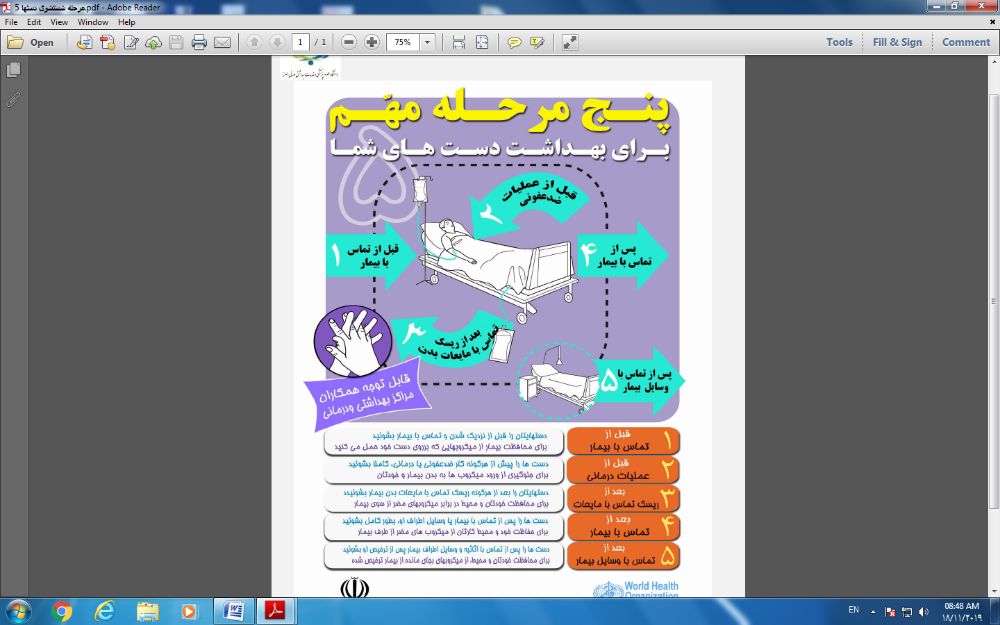 مرحله شستشوی دستها 5.pdf - Adobe Reader
File Edit View Window Help
Open
1 / 1
75%
Tools
Fill & Sign
Comment
دانشگاه علوم پزشکی و خدمات بهداشتی درمانی البرز
پنج مرحله مهّم
برای بهداشت دست های شما
۵
قبل از عملیات
ضدعفونی
۲
۱
قبل از تماس
با بیمار
۴
پس از
تماس با بیمار
۳
بعد از ریسک
تماس با مایعات بدن
۵
پس از تماس با
وسایل بیمار
قابل توجه همکاران
مراکز بهداشتی ودرمانی
۱
قبل از
تماس با بیمار
دستهایتان را قبل از نزدیک شدن و تماس با بیمار بشوئید
برای محافظت بیمار از میکروبهایی که برروی دست خود حمل می کنید
۲
قبل از
عملیات درمانی
دست ها را پیش از هرگونه کار ضدعفونی یا درمانی، کاملا بشوئید
برای جلوگیری از ورود میکروب ها به بدن بیمار و خودتان
۳
بعد از
ریسک تماس با مایعات
دستهایتان را بعد از هرگونه ریسک تماس با مایعات بدن بیمار بشوئیدد
برای محافظت خودتان و محیط در برابر میکروبهای مضر از سوی بیمار
۴
بعد از
تماس با بیمار
دست ها را پس از تماس با بیمار یا وسایل اطراف او، بطور کامل بشوئید
برای حفاظت خود و محیط کارتان از میکروب های مضر از طرف بیمار
۵
بعد از
تماس با وسایل بیمار
دست ها را پس از تماس با اثاثیه و وسایل اطراف بیمار پس از ترخیص او بشوئید
برای محافظت خودتان و محیط، از میکروبهای بجای مانده از بیمار ترخیص شده
World Health
Organization
EN
08:48 AM
۱۸/۱۱/۲۰۱۹